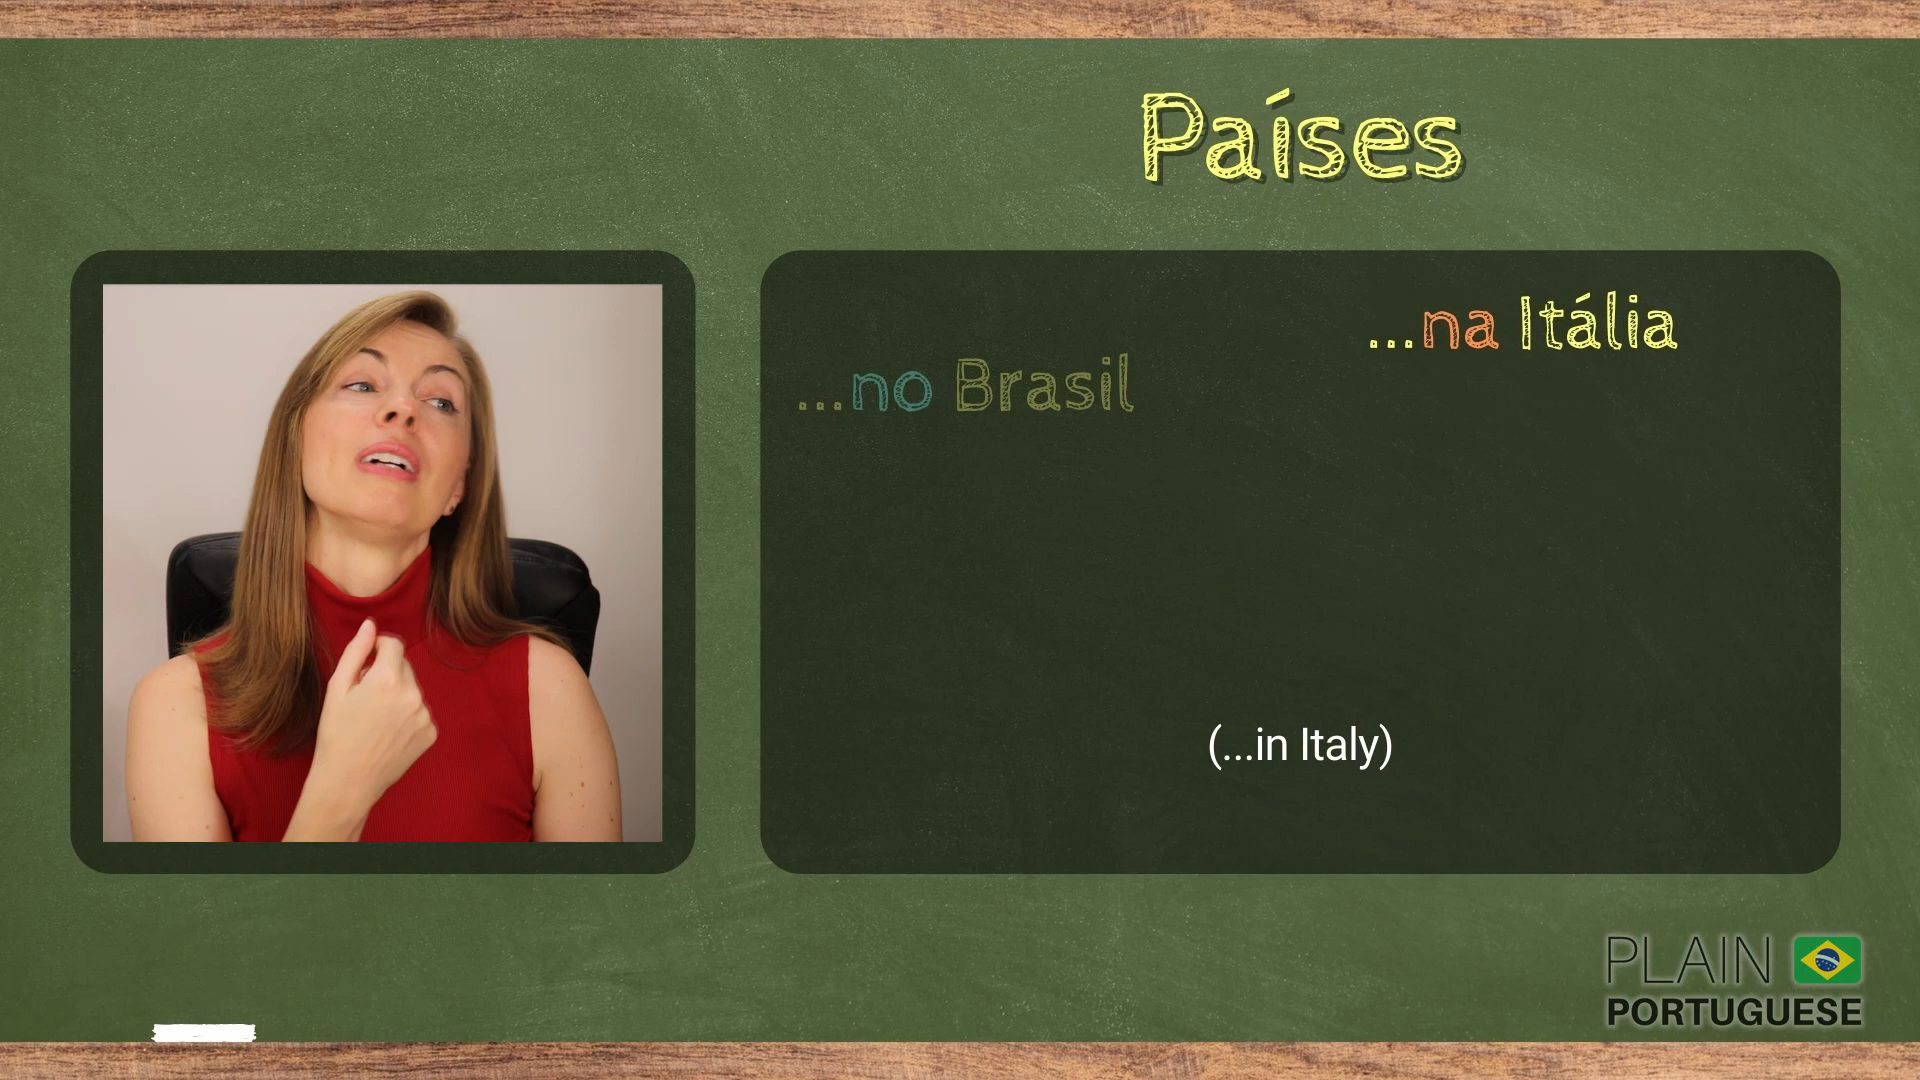 Países
...na Itália
...no Brasil
(...in Italy)
PLAIN
PORTUGUESE